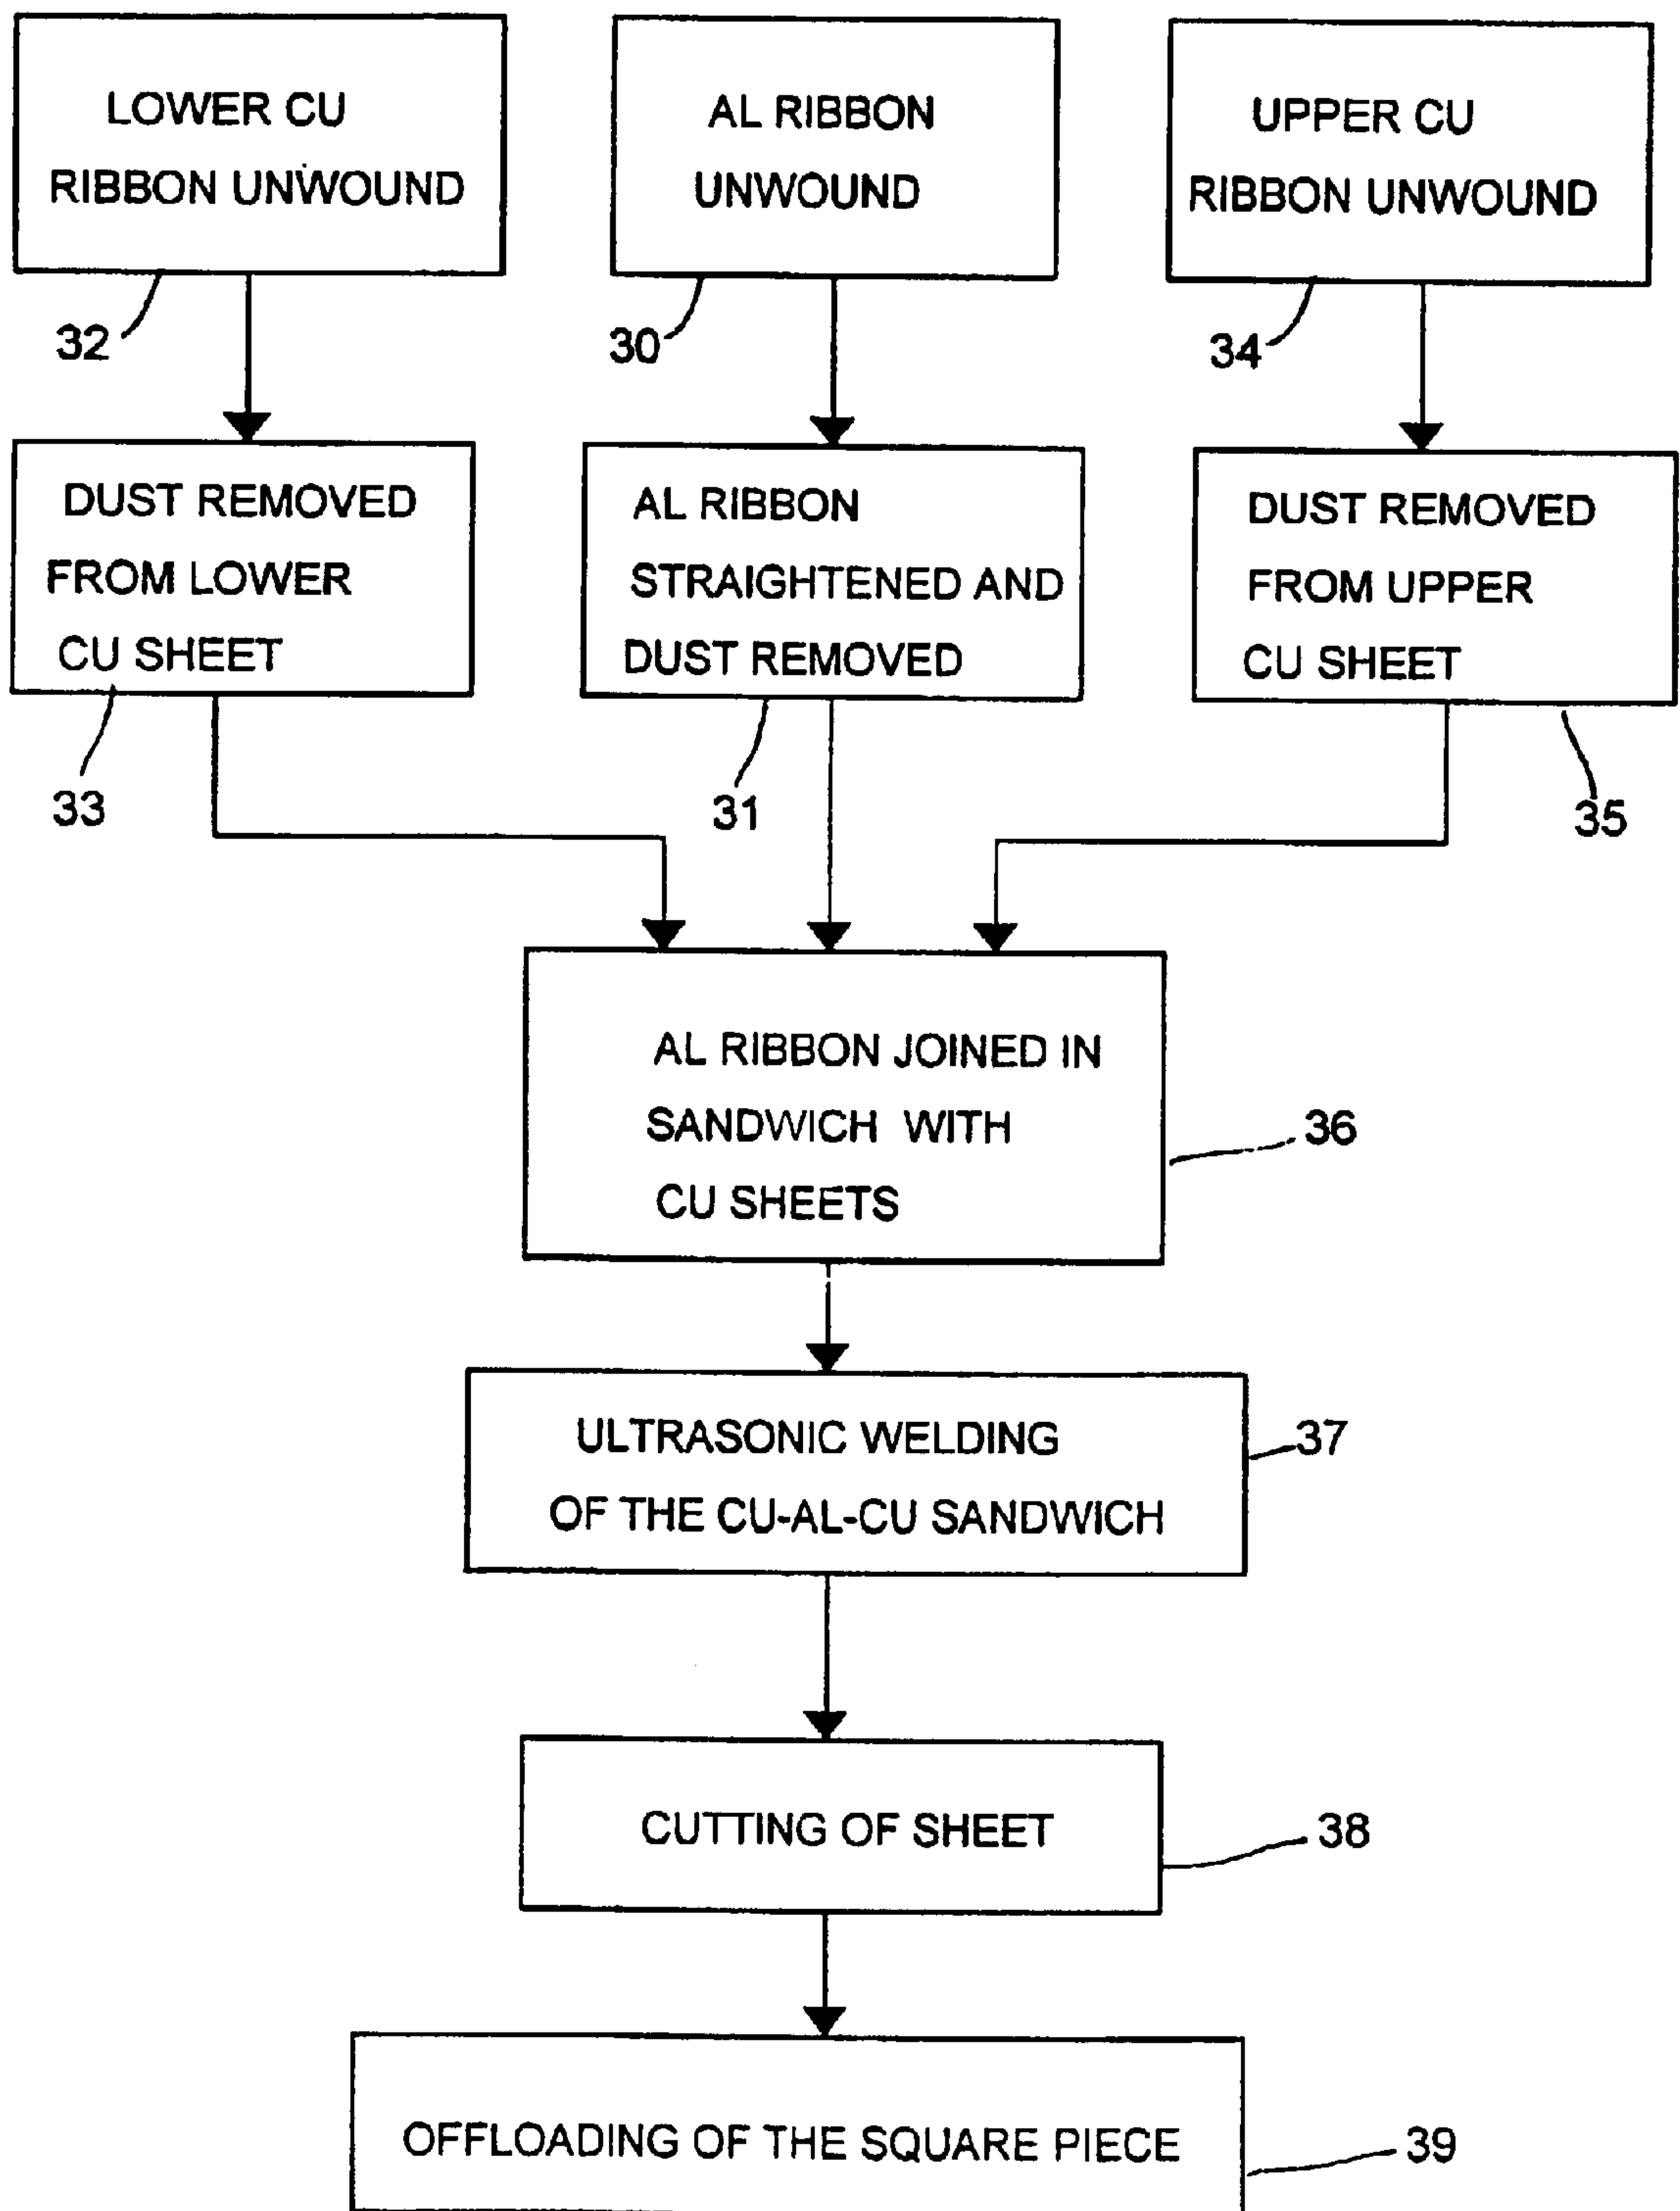 LOWER CU
RIBBON UNWOUND
32
AL RIBBON
UNWOUND
30
UPPER CU
RIBBON UNWOUND
34
DUST REMOVED
FROM LOWER
CU SHEET
33
AL RIBBON
STRAIGHTENED AND
DUST REMOVED
31
DUST REMOVED
FROM UPPER
CU SHEET
35
AL RIBBON JOINED IN
SANDWICH WITH
CU SHEETS
36
ULTRASONIC WELDING
OF THE CU-AL-CU SANDWICH
37
CUTTING OF SHEET
38
OFFLOADING OF THE SQUARE PIECE
39